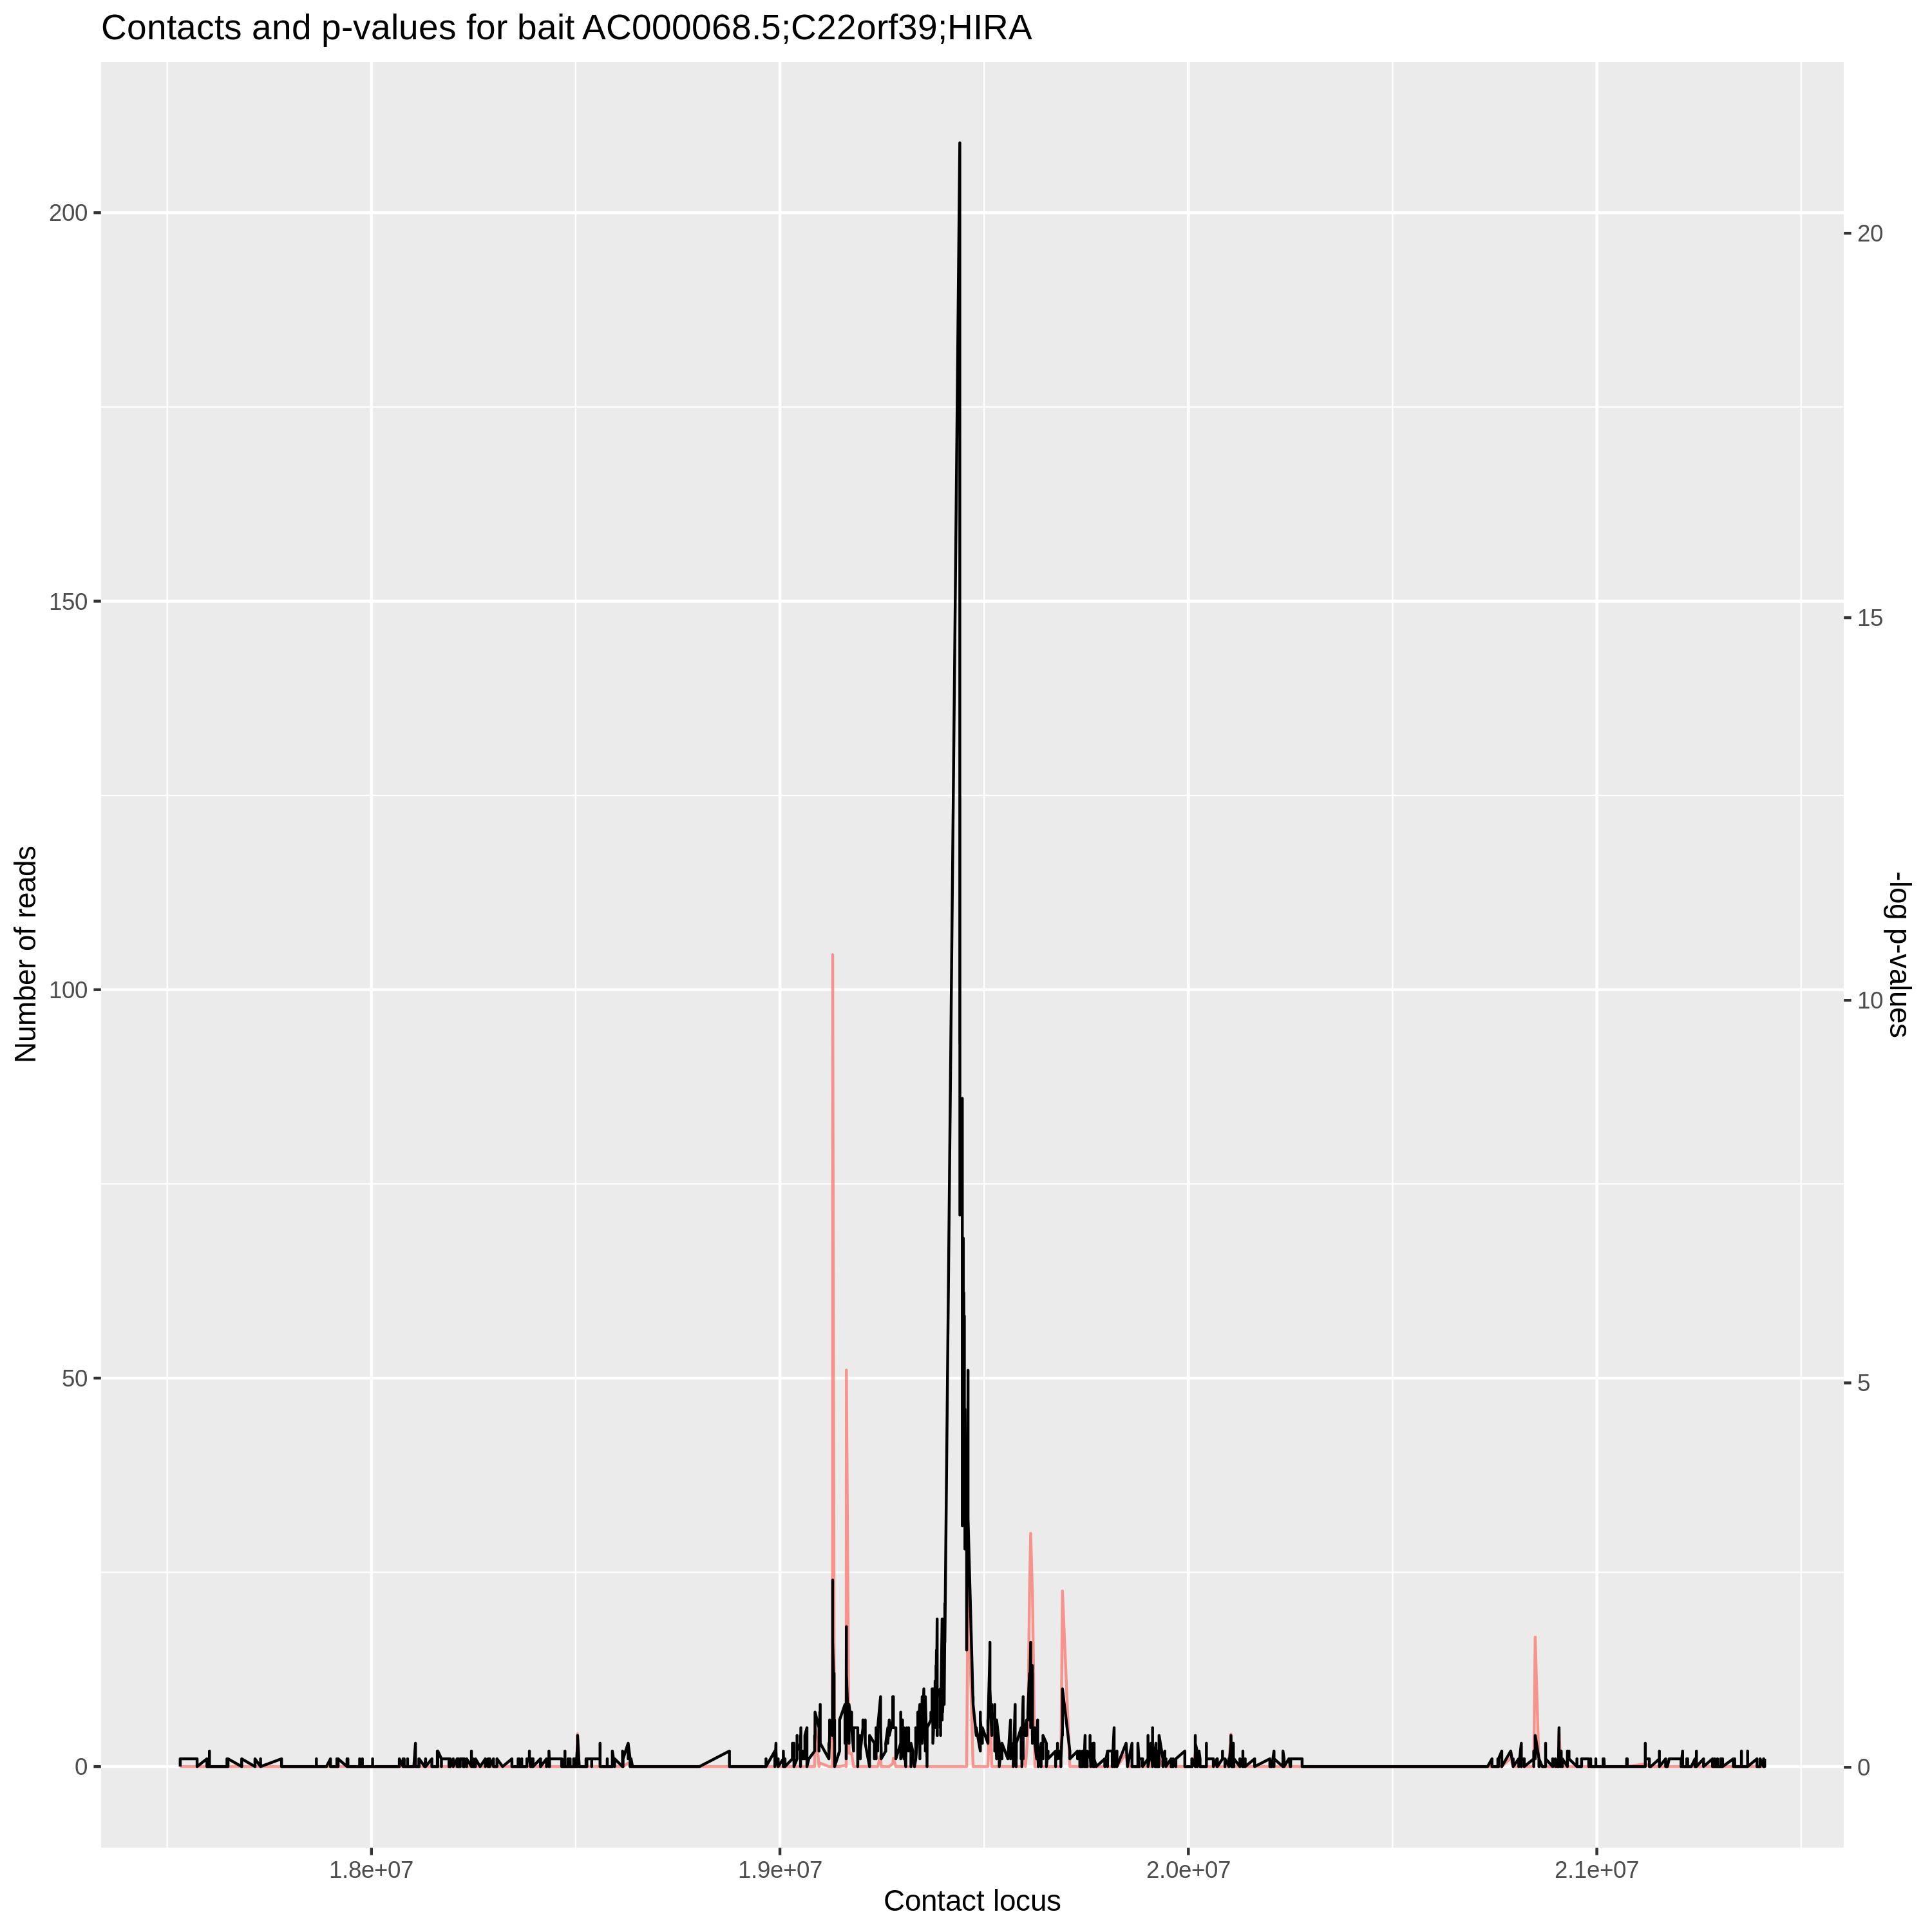 Contacts and p-values for bait AC000068.5;C22orf39;HIRA
200
150
100
50
0
Number of reads
20
15
10
5
0
-log p-values
1.8e+07
1.9e+07
2.0e+07
2.1e+07
Contact locus